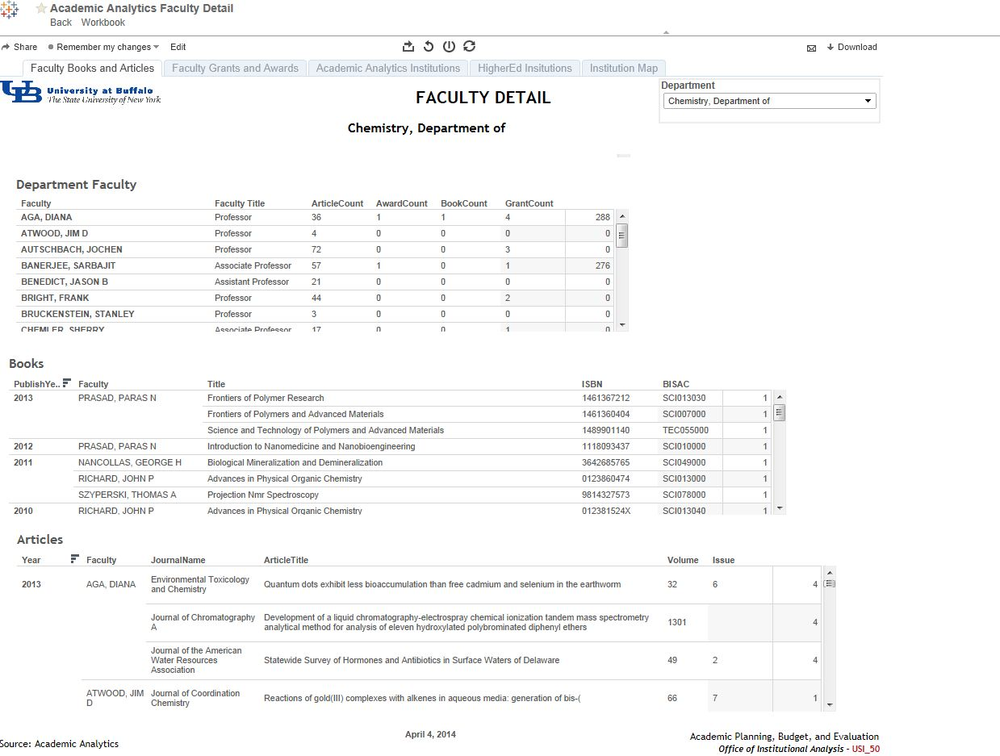 Academic Analytics Faculty Detail
Back Workbook
Share Remember my changes Edit Download
Faculty Books and Articles Faculty Grants and Awards Academic Analytics Institutions HigherEd Insitutions Institution Map
UB University at Buffalo
The State University of New York
FACULTY DETAIL
Department
Chemistry, Department of
Chemistry, Department of
Department Faculty
Faculty Faculty Title ArticleCount AwardCount BookCount GrantCount
AGA, DIANA Professor 36 1 1 4 288
ATWOOD, JIM D Professor 4 0 0 0 0
AUTSCHBACH, JOCHEN Professor 72 0 0 3 0
BANERJEE, SARBAJIT Associate Professor 57 1 0 1 276
BENEDICT, JASON B Assistant Professor 21 0 0 0 0
BRIGHT, FRANK Professor 44 0 0 2 0
BRUCKENSTEIN, STANLEY Professor 3 0 0 0 0
CHEMLER, SHERRY Associate Professor 17 0 0 1 0
Books
PublishYe.. Faculty Title ISBN BISAC
2013 PRASAD, PARAS N Frontiers of Polymer Research 1461367212 SCI013030 1
Frontiers of Polymers and Advanced Materials 1461360404 SCI007000 1
Science and Technology of Polymers and Advanced Materials 1489901140 TEC055000 1
2012 PRASAD, PARAS N Introduction to Nanomedicine and Nanobioengineering 1118093437 SCI010000 1
2011 NANCOLLAS, GEORGE H Biological Mineralization and Demineralization 3642685765 SCI049000 1
RICHARD, JOHN P Advances in Physical Organic Chemistry 0123860474 SCI013000 1
SZYPERSKI, THOMAS A Projection Nmr Spectroscopy 9814327573 SCI078000 1
2010 RICHARD, JOHN P Advances in Physical Organic Chemistry 012381524X SCI013040 1
Articles
Year Faculty JournalName ArticleTitle Volume Issue
2013 AGA, DIANA Environmental Toxicology and Chemistry Quantum dots exhibit less bioaccumulation than free cadmium and selenium in the earthworm 32 6 4
Journal of Chromatography A Development of a liquid chromatography-electrospray chemical ionization tandem mass spectrometry analytical method for analysis of eleven hydroxylated polybrominated diphenyl ethers 1301 4
Journal of the American Water Resources Association Statewide Survey of Hormones and Antibiotics in Surface Waters of Delaware 49 2 4
ATWOOD, JIM D Journal of Coordination Chemistry Reactions of gold(III) complexes with alkenes in aqueous media: generation of bis-( 66 7 1
Source: Academic Analytics
April 4, 2014
Academic Planning, Budget, and Evaluation
Office of Institutional Analysis - USI_50